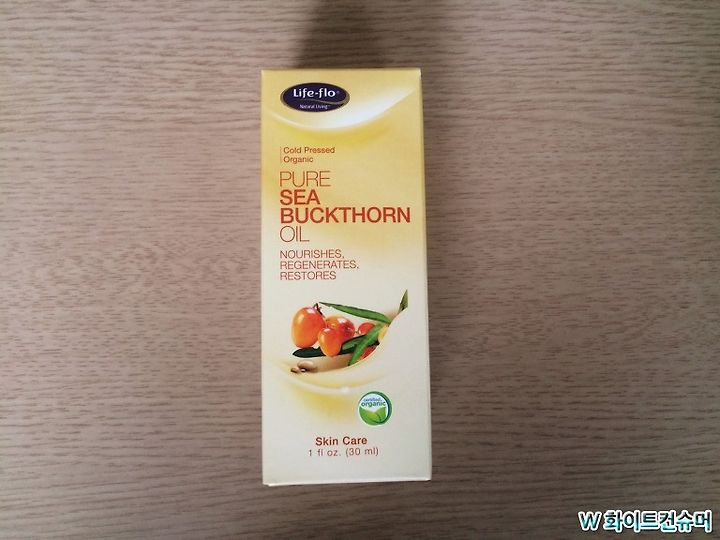 Life-flo®
Natural Living™
Cold Pressed
Organic
PURE
SEA
BUCKTHORN
OIL
NOURISHES,
REGENERATES,
RESTORES
certified
organic
Skin Care
1 fl oz. (30 ml)
W 화이트컨슈머